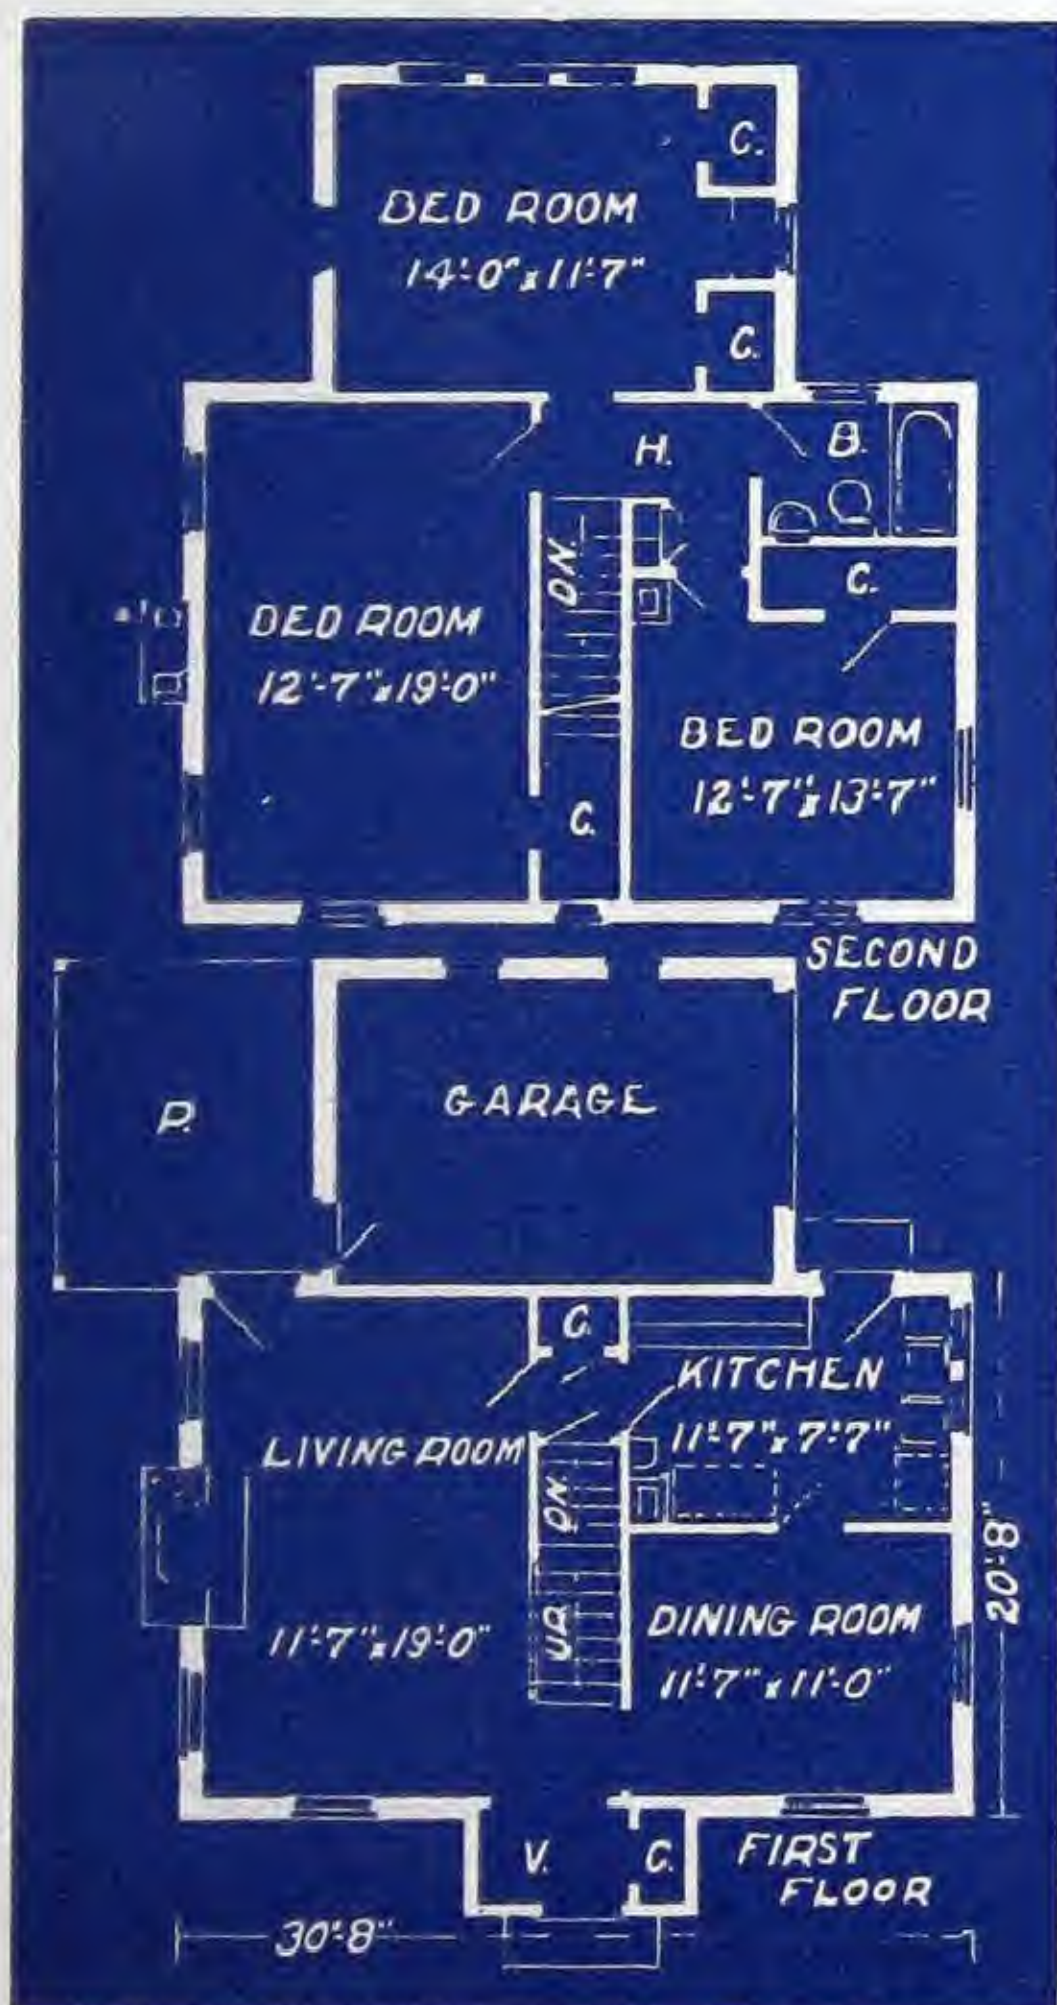 C.
BED ROOM
14'-0" x 11'-7"
C.
B.
H.
DN.
C.
BED ROOM
12'-7" x 19'-0"
BED ROOM
12'-7" x 13'-7"
C.
SECOND
FLOOR
GARAGE
P.
C.
KITCHEN
11'-7" x 7'-7"
LIVING ROOM
DN.
UP.
20'-8"
DINING ROOM
11'-7" x 19'-0"
11'-7" x 11'-0"
V.
C.
FIRST
FLOOR
30'-8"